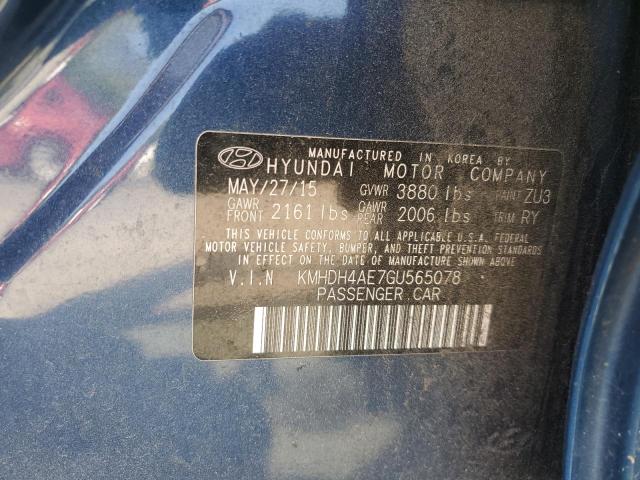 MANUFACTURED IN KOREA BY
HYUNDAI MOTOR COMPANY
MAY/27/15 GVWR 3880 lbs PAINT ZU3
GAWR FRONT 2161 lbs GAWR REAR 2006 lbs TRIM RY
THIS VEHICLE CONFORMS TO ALL APPLICABLE U.S.A. FEDERAL
MOTOR VEHICLE SAFETY, BUMPER, AND THEFT PREVENTION STANDARDS
IN EFFECT ON THE DATE OF MANUFACTURE SHOWN ABOVE.
V.I.N KMHDH4AE7GU565078
PASSENGER CAR